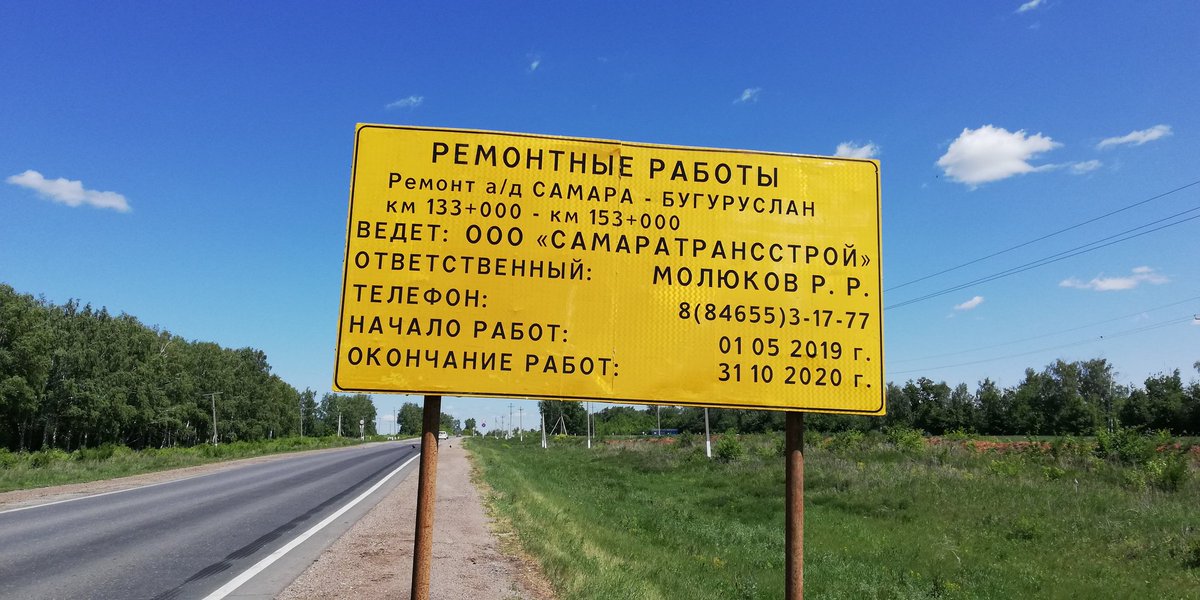 РЕМОНТНЫЕ РАБОТЫ
Ремонт а/д САМАРА - БУГУРУСЛАН
км 133+000 - км 153+000
ВЕДЕТ: ООО «САМАРАТРАНССТРОЙ»
ОТВЕТСТВЕННЫЙ: МОЛЮКОВ Р. Р.
ТЕЛЕФОН: 8(84655)3-17-77
НАЧАЛО РАБОТ: 01 05 2019 г.
ОКОНЧАНИЕ РАБОТ: 31 10 2020 г.